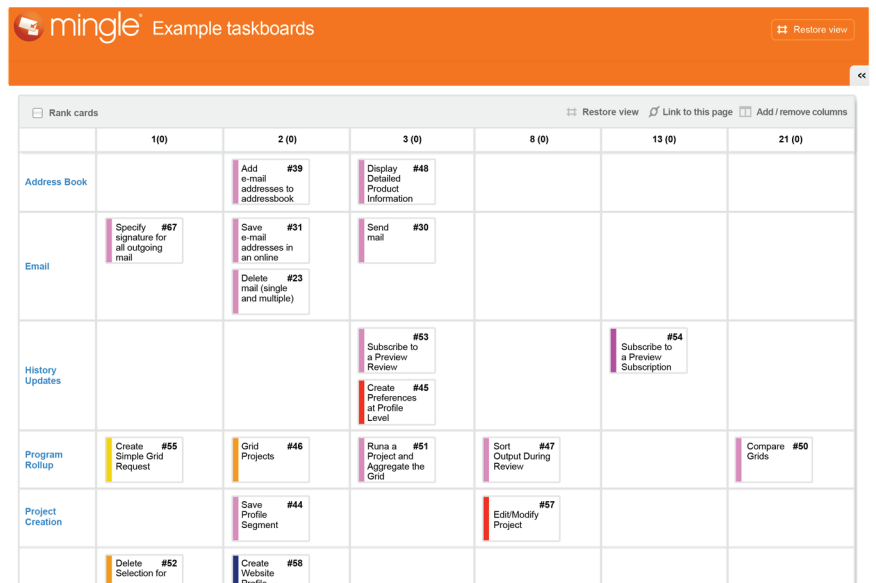 mingle Example taskboards
Restore view
«
Rank cards
Restore view
Link to this page
Add / remove columns
1(0)
2 (0)
3 (0)
8 (0)
13 (0)
21 (0)
Address Book
Add #39
e-mail
addresses to
addressbook
Display #48
Detailed
Product
Information
Email
Specify #67
signature for
all outgoing
mail
Save #31
e-mail
addresses in
an online
Delete #23
mail (single
and multiple)
Send #30
mail
History
Updates
#53
Subscribe to
a Preview
Review
Create #45
Preferences
at Profile
Level
#54
Subscribe to
a Preview
Subscription
Program
Rollup
Create #55
Simple Grid
Request
Grid #46
Projects
Runa a #51
Project and
Aggregate the
Grid
Sort #47
Output During
Review
Compare #50
Grids
Project
Creation
Save #44
Profile
Segment
#57
Edit/Modify
Project
Delete #52
Selection for
Create #58
Website
Profile